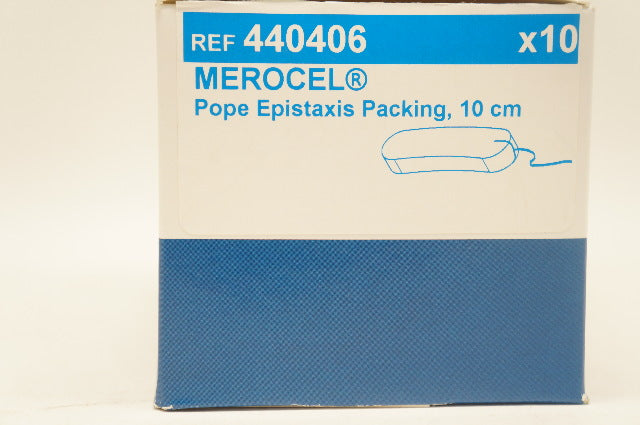 REF 440406 x10
MEROCEL®
Pope Epistaxis Packing, 10 cm